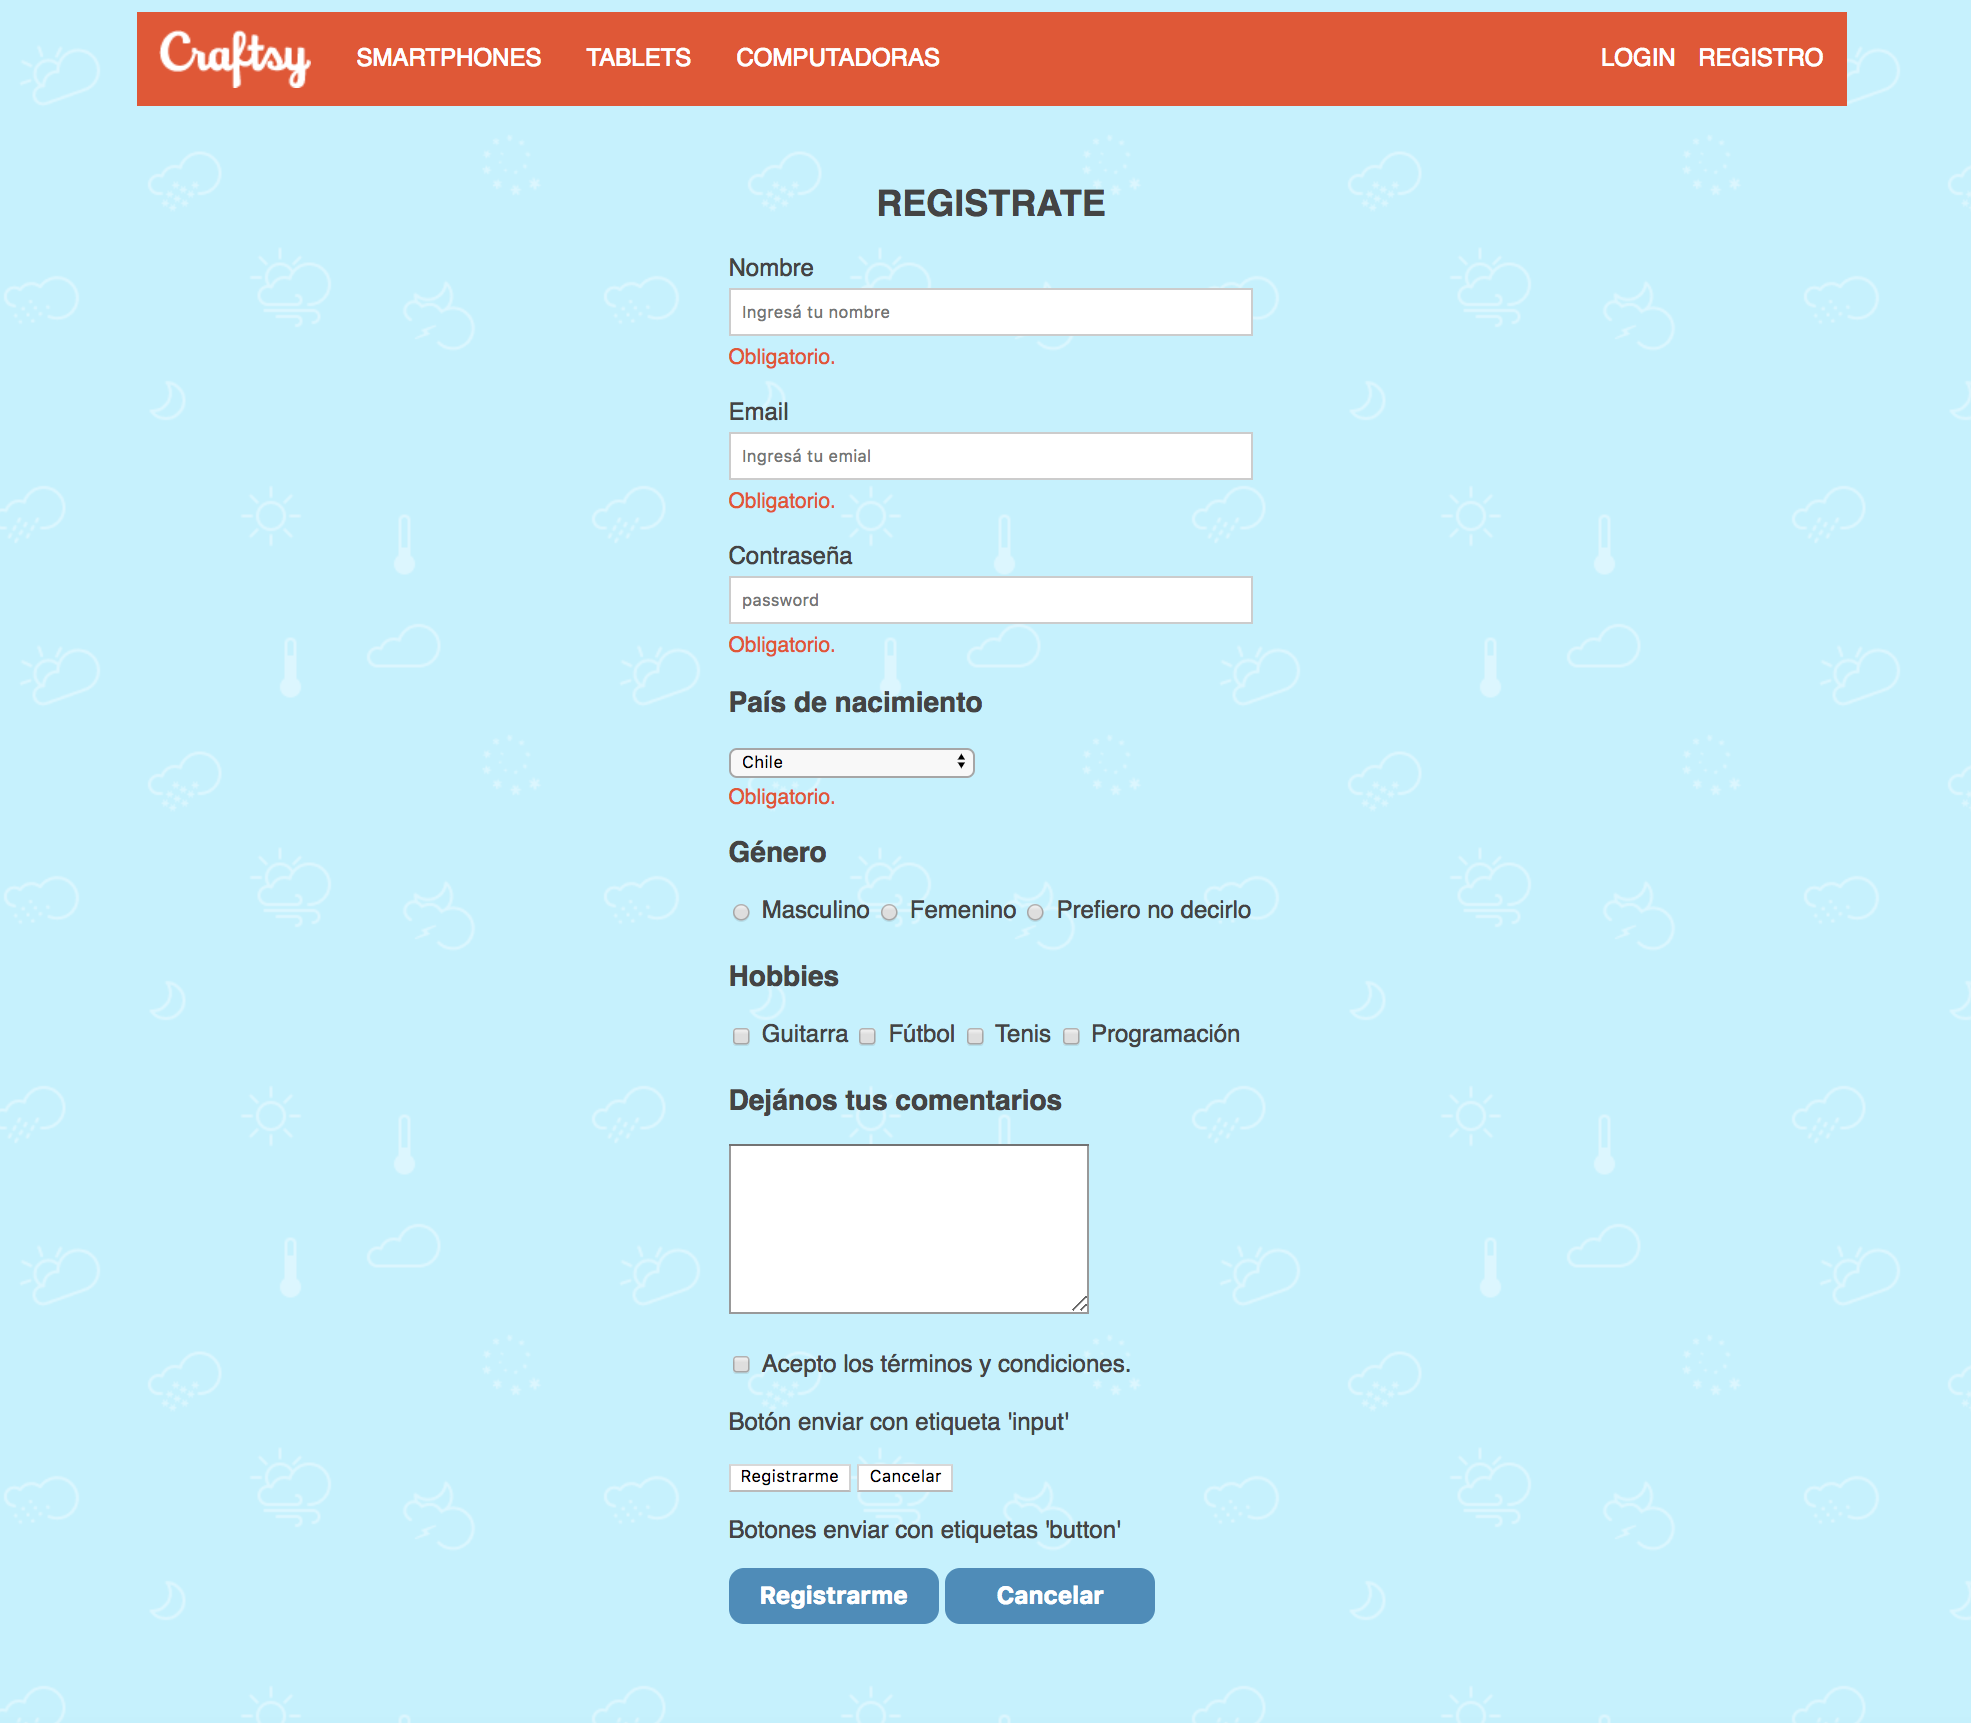 Craftsy SMARTPHONES TABLETS COMPUTADORAS LOGIN REGISTRO
REGISTRATE
Nombre
Ingresá tu nombre
Obligatorio.
Email
Ingresá tu emial
Obligatorio.
Contraseña
password
Obligatorio.
País de nacimiento
Chile
Obligatorio.
Género
Masculino Femenino Prefiero no decirlo
Hobbies
Guitarra Fútbol Tenis Programación
Dejános tus comentarios
Acepto los términos y condiciones.
Botón enviar con etiqueta 'input'
Registrarme Cancelar
Botones enviar con etiquetas 'button'
Registrarme Cancelar